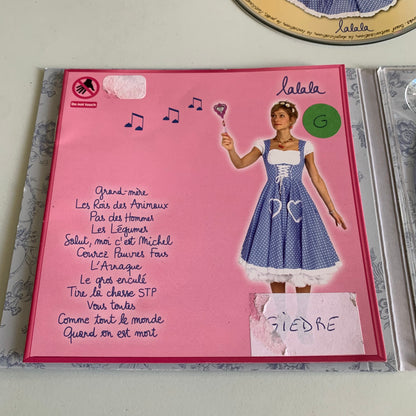 lalala
Do not touch
lalala
G
Grand-mère
Les Rois des Animaux
Pas des Hommes
Les Légumes
Salut, moi c'est Michel
Courez Pauvres Fous
L'Arnaque
Le gros enculé
Tire la chasse STP
Vous toutes
Comme tout le monde
Quand on est mort
GIEDRE